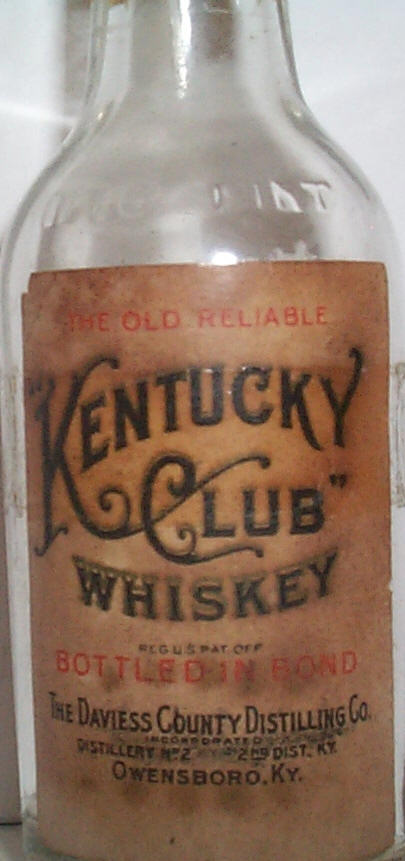 PINT
THE OLD RELIABLE
"KENTUCKY
CLUB"
WHISKEY
REG. U.S. PAT. OFF
BOTTLED IN BOND
THE DAVIESS COUNTY DISTILLING CO.
INCORPORATED
DISTILLERY Nº 2 2ND DIST. KY.
OWENSBORO, KY.